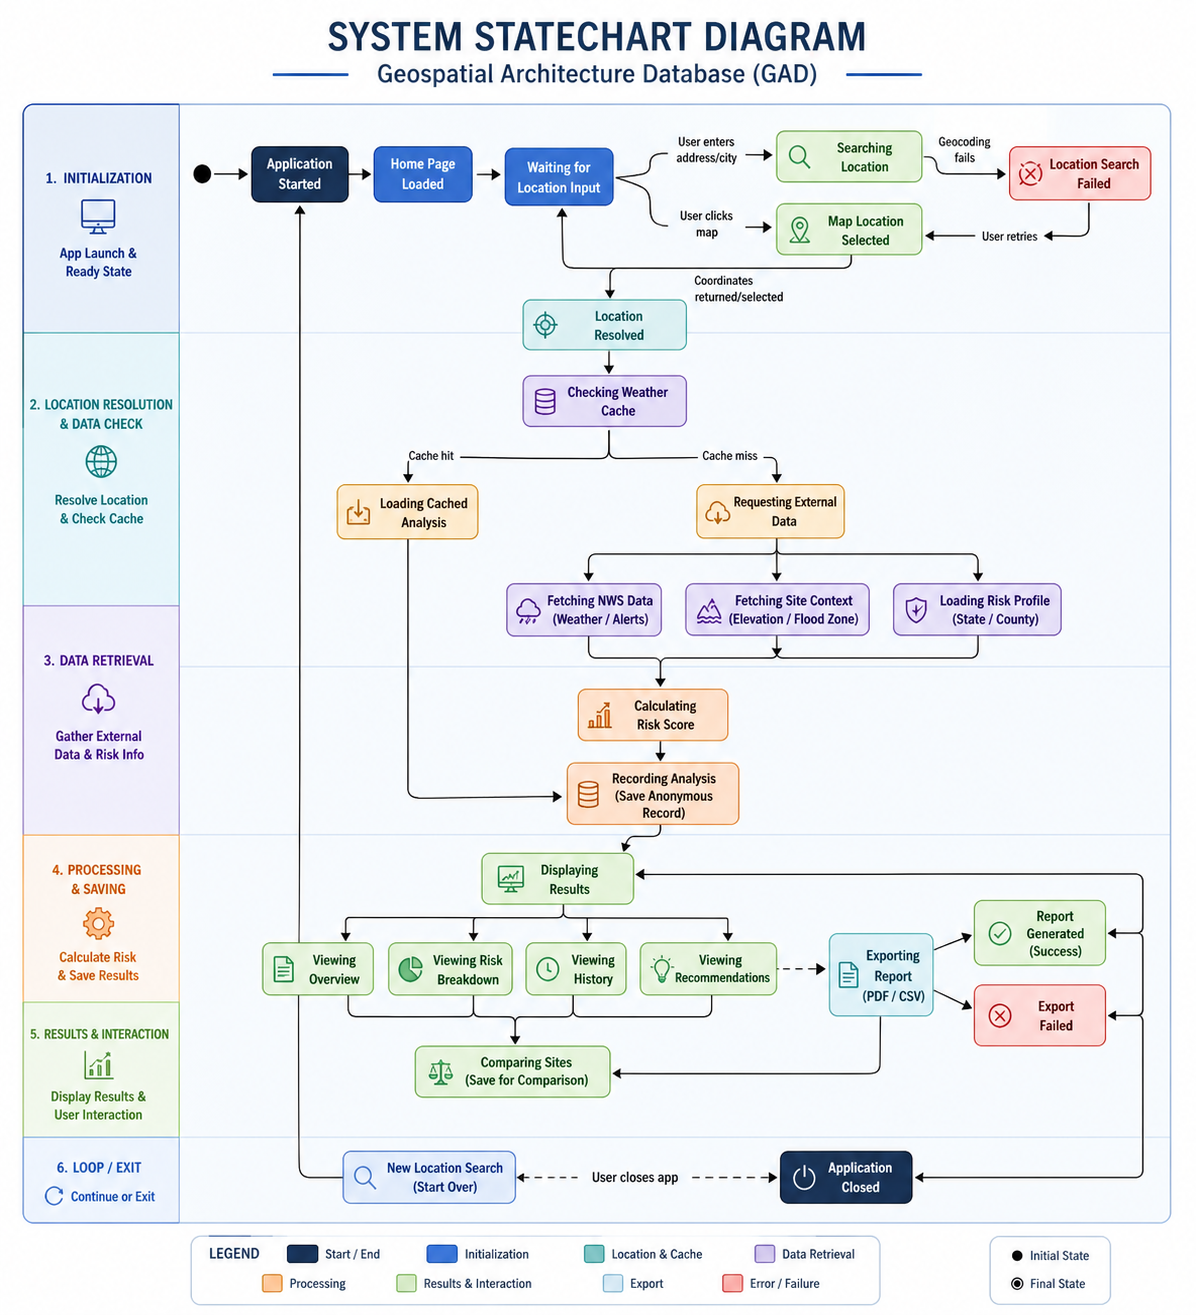 SYSTEM STATECHART DIAGRAM
Geospatial Architecture Database (GAD)
1. INITIALIZATION
App Launch &
Ready State
Application
Started
Home Page
Loaded
Waiting for
Location Input
User enters
address/city
Searching
Location
Geocoding
fails
Location Search
Failed
User clicks
map
Map Location
Selected
User retries
Coordinates
returned/selected
Location
Resolved
2. LOCATION RESOLUTION
& DATA CHECK
Resolve Location
& Check Cache
Checking Weather
Cache
Cache hit
Cache miss
Loading Cached
Analysis
Requesting External
Data
Fetching NWS Data
(Weather / Alerts)
Fetching Site Context
(Elevation / Flood Zone)
Loading Risk Profile
(State / County)
3. DATA RETRIEVAL
Gather External
Data & Risk Info
Calculating
Risk Score
Recording Analysis
(Save Anonymous
Record)
4. PROCESSING
& SAVING
Calculate Risk
& Save Results
Displaying
Results
Viewing
Overview
Viewing Risk
Breakdown
Viewing
History
Viewing
Recommendations
Exporting
Report
(PDF / CSV)
Report
Generated
(Success)
Export
Failed
5. RESULTS & INTERACTION
Display Results &
User Interaction
Comparing Sites
(Save for Comparison)
6. LOOP / EXIT
Continue or Exit
New Location Search
(Start Over)
User closes app
Application
Closed
LEGEND
Start / End
Initialization
Location & Cache
Data Retrieval
Processing
Results & Interaction
Export
Error / Failure
Initial State
Final State